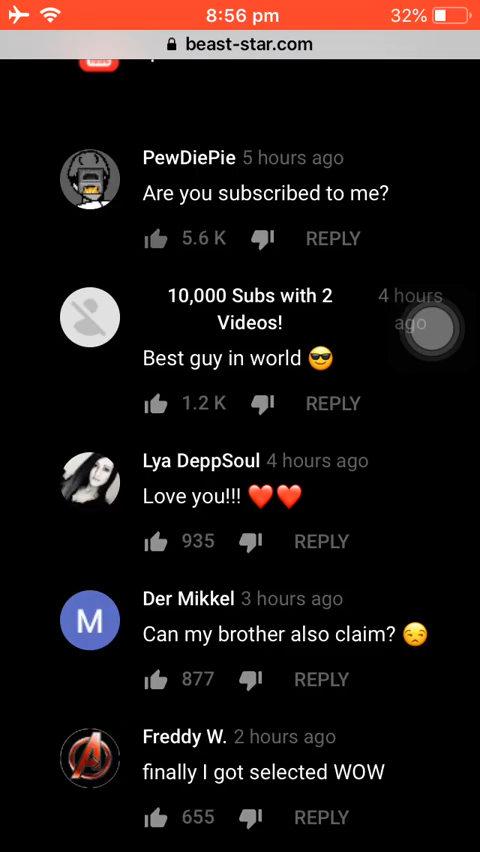 8:56 pm
32%
beast-star.com
PewDiePie 5 hours ago
Are you subscribed to me?
5.6 K REPLY
10,000 Subs with 2 4 hours
Videos! ago
Best guy in world 😎
1.2 K REPLY
Lya DeppSoul 4 hours ago
Love you!!! ❤️❤️
935 REPLY
Der Mikkel 3 hours ago
M
Can my brother also claim? 😒
877 REPLY
Freddy W. 2 hours ago
finally I got selected WOW
655 REPLY